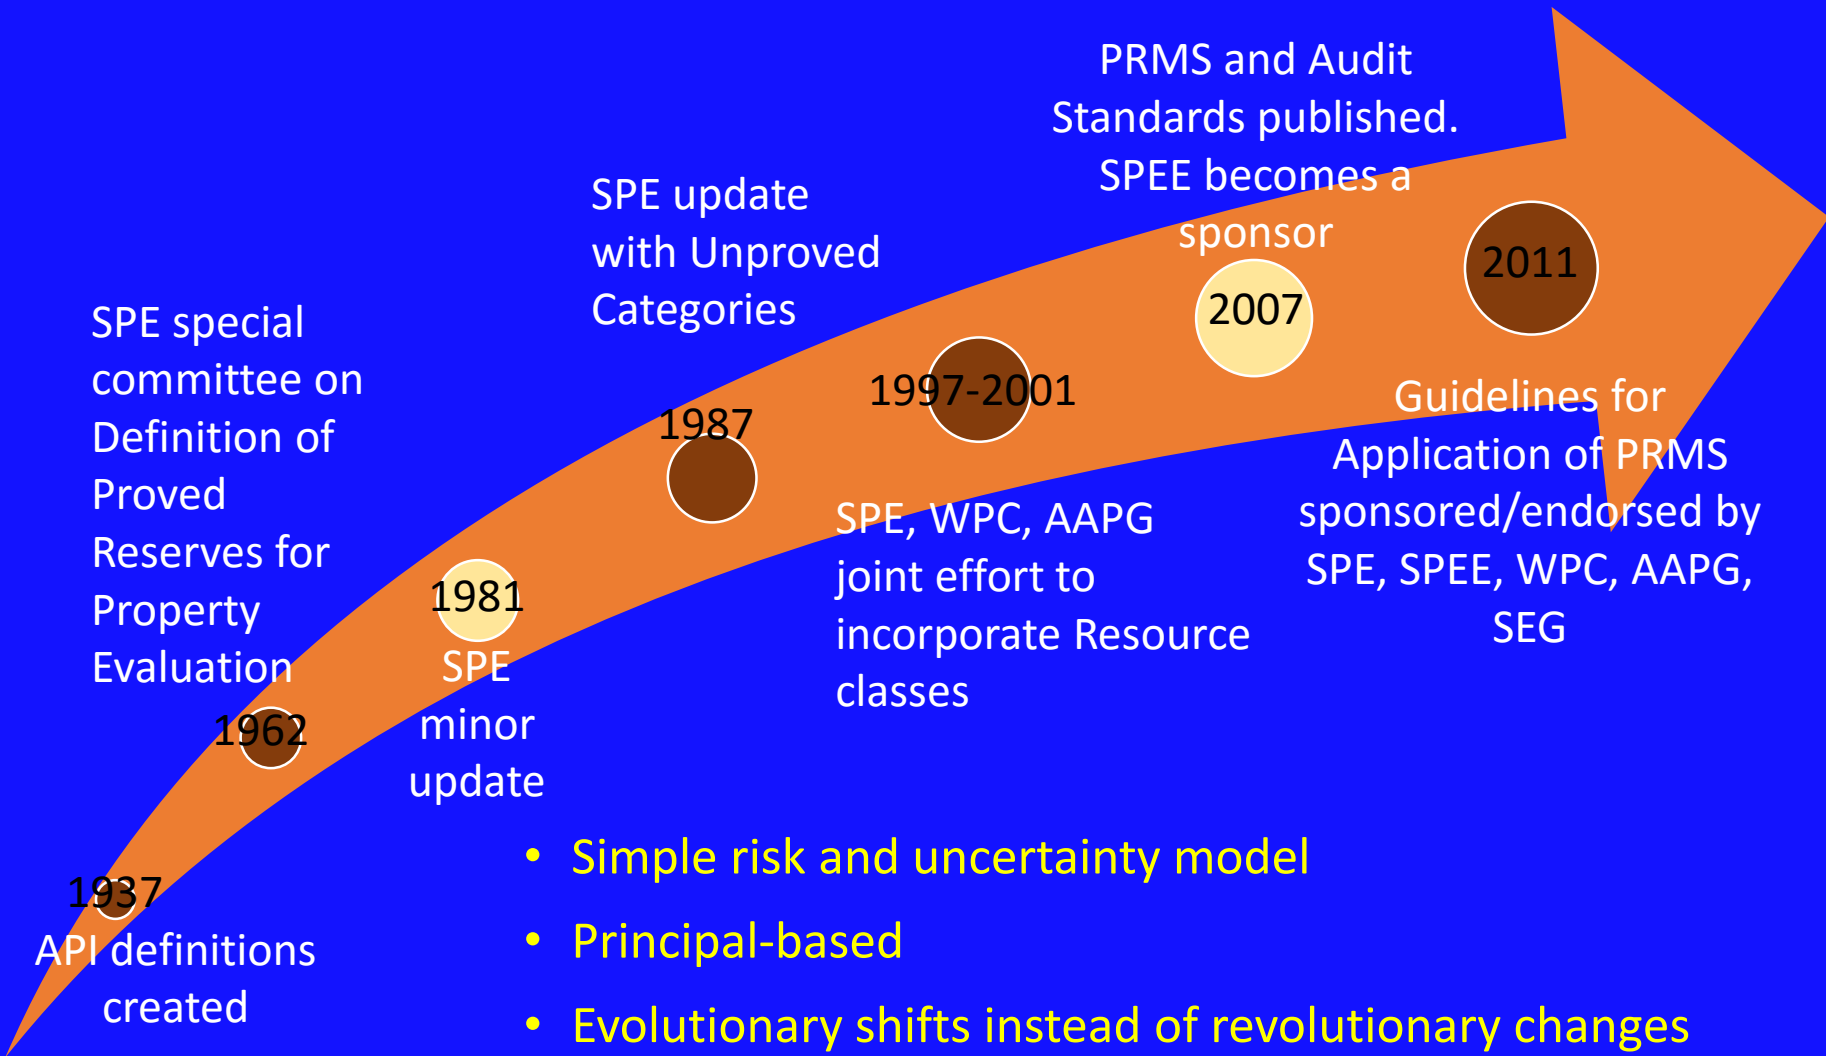 PRMS and Audit
Standards published.
SPEE becomes a
sponsor
2007
2011
Guidelines for
Application of PRMS
sponsored/endorsed by
SPE, SPEE, WPC, AAPG,
SEG
SPE update
with Unproved
Categories
1987
1997-2001
SPE, WPC, AAPG
joint effort to
incorporate Resource
classes
SPE special
committee on
Definition of
Proved
Reserves for
Property
Evaluation
1962
1981
SPE
minor
update
1937
API definitions
created
• Simple risk and uncertainty model
• Principal-based
• Evolutionary shifts instead of revolutionary changes